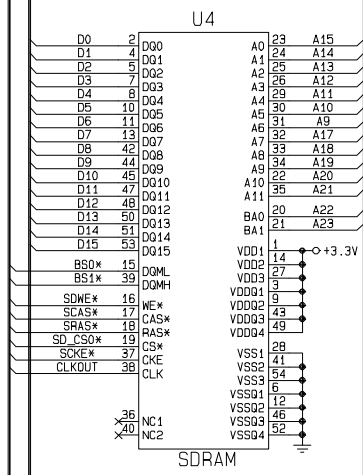 U4
D0 2 DQ0 A0 23 A15
D1 4 DQ1 A1 24 A14
D2 5 DQ2 A2 25 A13
D3 7 DQ3 A3 26 A12
D4 8 DQ4 A4 29 A11
D5 10 DQ5 A5 30 A10
D6 11 DQ6 A6 31 A9
D7 13 DQ7 A7 32 A17
D8 42 DQ8 A8 33 A18
D9 44 DQ9 A9 34 A19
D10 45 DQ10 A10 22 A20
D11 47 DQ11 A11 35 A21
D12 48 DQ12
D13 50 DQ13 BA0 20 A22
D14 51 DQ14 BA1 21 A23
D15 53 DQ15 VDD1 1 +3.3V
BS0* 15 DQML VDD2 14
BS1* 39 DQMH VDD3 27
VDDQ1 3
SDWE* 16 WE* VDDQ2 9
SCAS* 17 CAS* VDDQ3 43
SRAS* 18 RAS* VDDQ4 49
SD_CS0* 19 CS* VSS1 28
SCKE* 37 CKE VSS2 41
CLKOUT 38 CLK VSS3 54
VSSQ1 6
VSSQ2 12
36 NC1 VSSQ3 46
40 NC2 VSSQ4 52
SDRAM